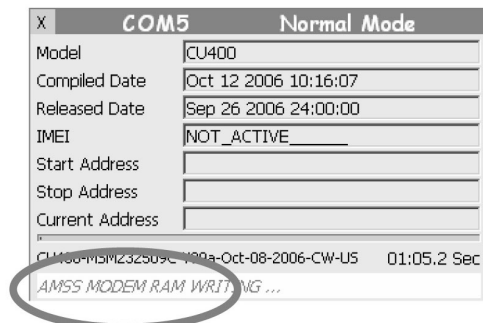 X COM5 Normal Mode
Model CU400
Compiled Date Oct 12 2006 10:16:07
Released Date Sep 26 2006 24:00:00
IMEI NOT_ACTIVE______
Start Address
Stop Address
Current Address
-Oct-08-2006-CW-US 01:05.2 Sec
AMSS MODEM RAM WRITING ...